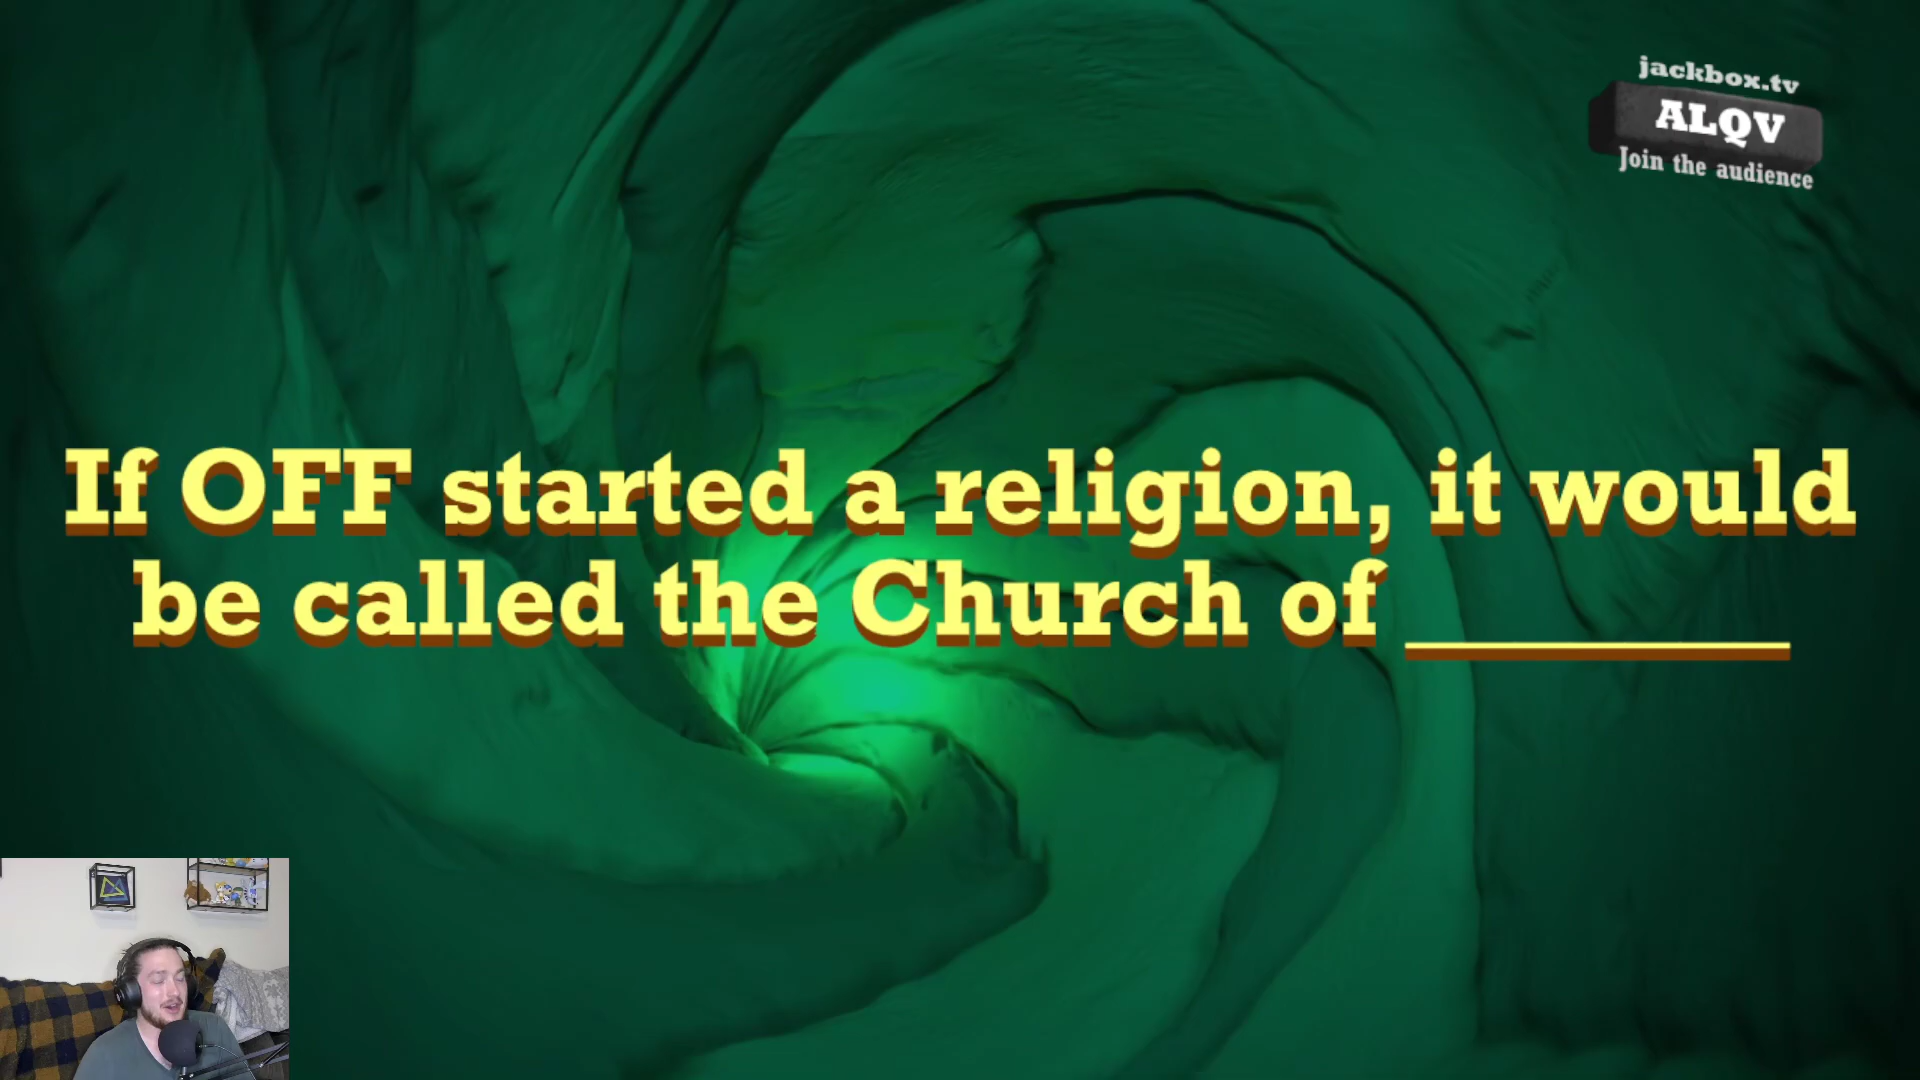 jackbox.tv
ALQV
Join the audience
If OFF started a religion, it would
be called the Church of ________